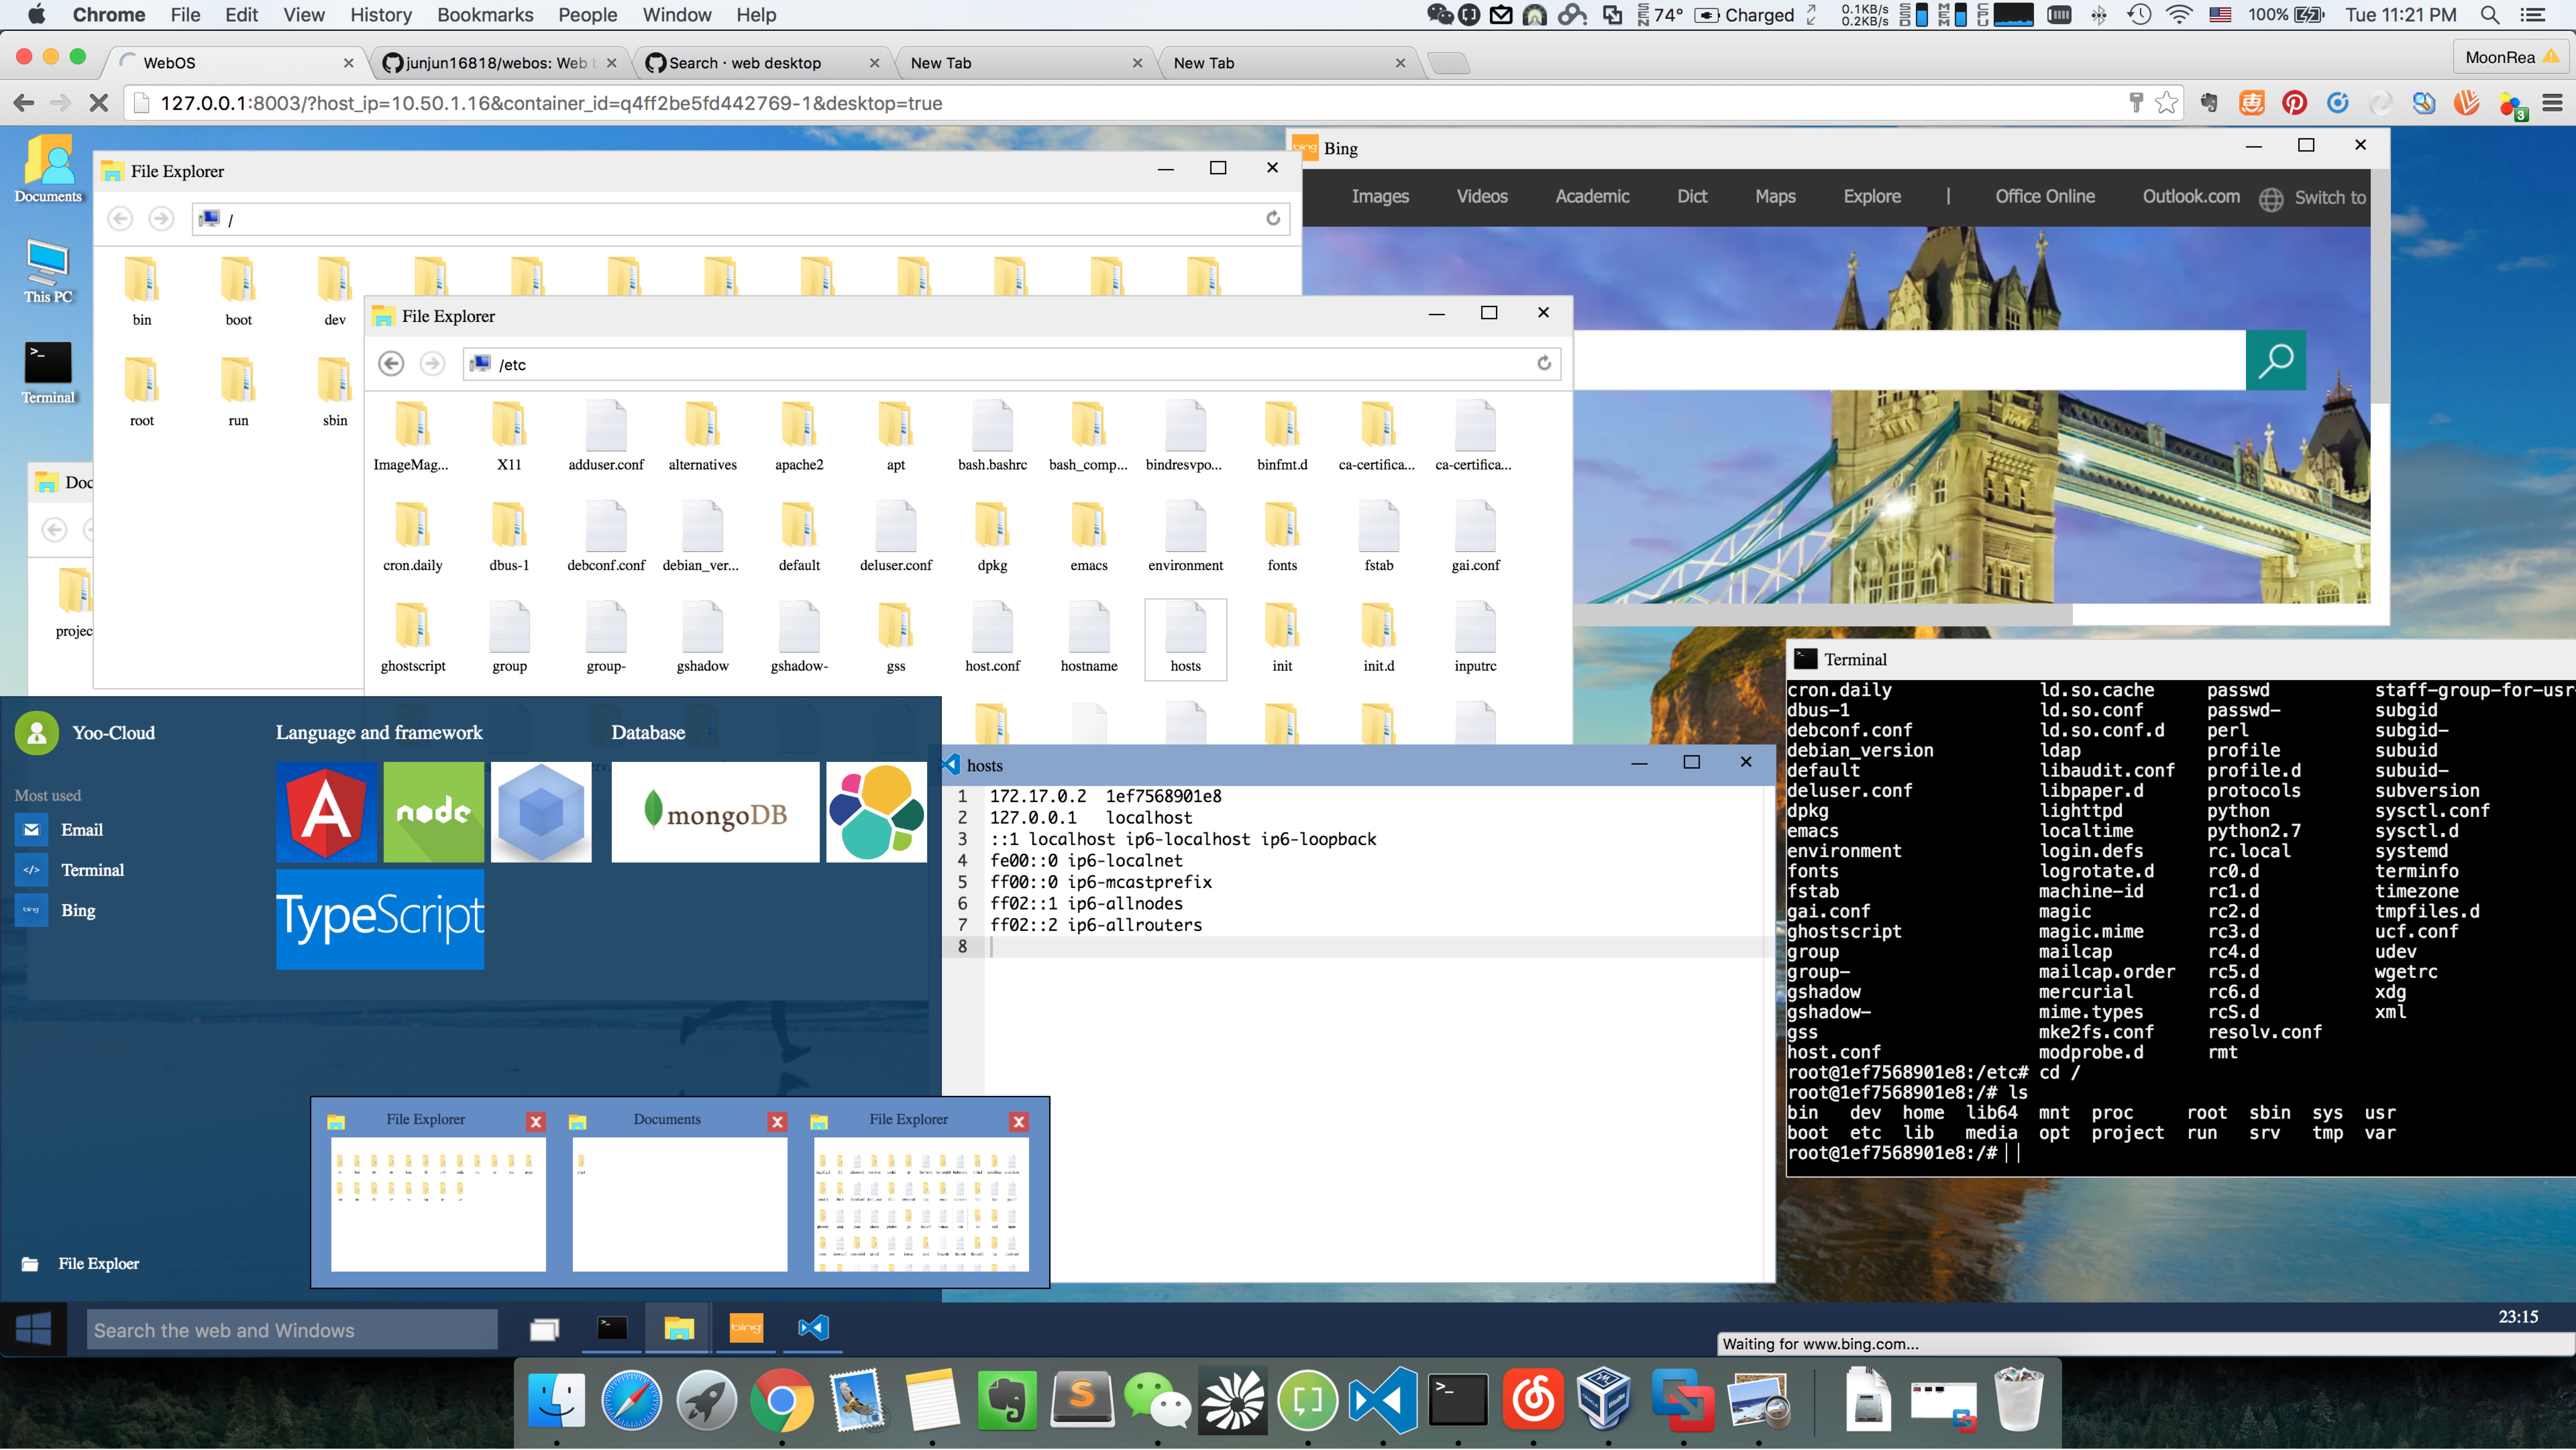 Chrome File Edit View History Bookmarks People Window Help
SEN 74° Charged 0.1KB/s 0.2KB/s SSD MEM CPU 100% Tue 11:21 PM
WebOS
junjun16818/webos: Web
Search · web desktop
New Tab
New Tab
MoonRea
127.0.0.1:8003/?host_ip=10.50.1.16&container_id=q4ff2be5fd442769-1&desktop=true
3
Documents
This PC
Terminal
File Explorer
/
bin boot dev
root run sbin
Doc
projec
bing Bing
Images Videos Academic Dict Maps Explore | Office Online Outlook.com Switch to
File Explorer
/etc
ImageMag... X11 adduser.conf alternatives apache2 apt bash.bashrc bash_comp... bindresvpo... binfmt.d ca-certifica... ca-certifica...
cron.daily dbus-1 debconf.conf debian_ver... default deluser.conf dpkg emacs environment fonts fstab gai.conf
ghostscript group group- gshadow gshadow- gss host.conf hostname hosts init init.d inputrc
Yoo-Cloud
Most used
Email
Terminal
bing Bing
File Exploer
Language and framework
node
TypeScript
Database
mongoDB
hosts
1 172.17.0.2 1ef7568901e8
2 127.0.0.1 localhost
3 ::1 localhost ip6-localhost ip6-loopback
4 fe00::0 ip6-localnet
5 ff00::0 ip6-mcastprefix
6 ff02::1 ip6-allnodes
7 ff02::2 ip6-allrouters
8
Terminal
cron.daily ld.so.cache passwd staff-group-for-usr-
dbus-1 ld.so.conf passwd- subgid
debconf.conf ld.so.conf.d perl subgid-
debian_version ldap profile subuid
default libaudit.conf profile.d subuid-
deluser.conf libpaper.d protocols subversion
dpkg lighttpd python sysctl.conf
emacs localtime python2.7 sysctl.d
environment login.defs rc.local systemd
fonts logrotate.d rc0.d terminfo
fstab machine-id rc1.d timezone
gai.conf magic rc2.d tmpfiles.d
ghostscript magic.mime rc3.d ucf.conf
group mailcap rc4.d udev
group- mailcap.order rc5.d wgetrc
gshadow mercurial rc6.d xdg
gshadow- mime.types rcS.d xml
gss mke2fs.conf resolv.conf
host.conf modprobe.d rmt
root@1ef7568901e8:/etc# cd /
root@1ef7568901e8:/# ls
bin dev home lib64 mnt proc root sbin sys usr
boot etc lib media opt project run srv tmp var
root@1ef7568901e8:/#
File Explorer
Documents
File Explorer
Search the web and Windows
bing
23:15
Waiting for www.bing.com...